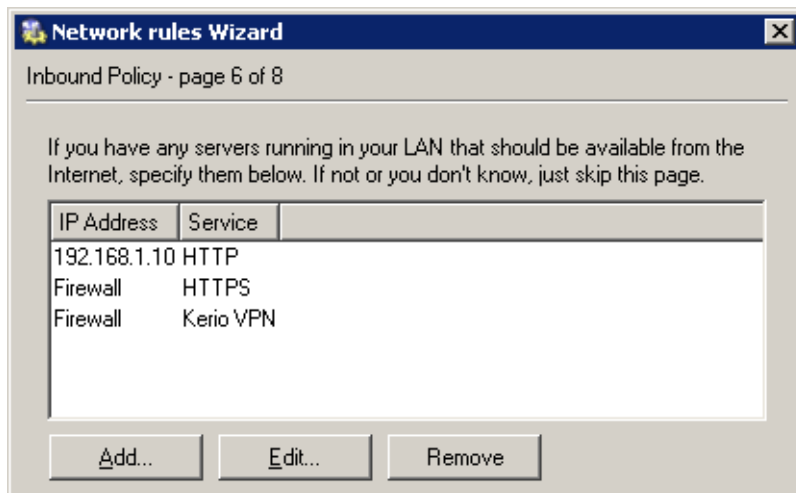 Network rules Wizard
Inbound Policy - page 6 of 8
If you have any servers running in your LAN that should be available from the
Internet, specify them below. If not or you don't know, just skip this page.
IP Address Service
192.168.1.10 HTTP
Firewall HTTPS
Firewall Kerio VPN
Add... Edit... Remove